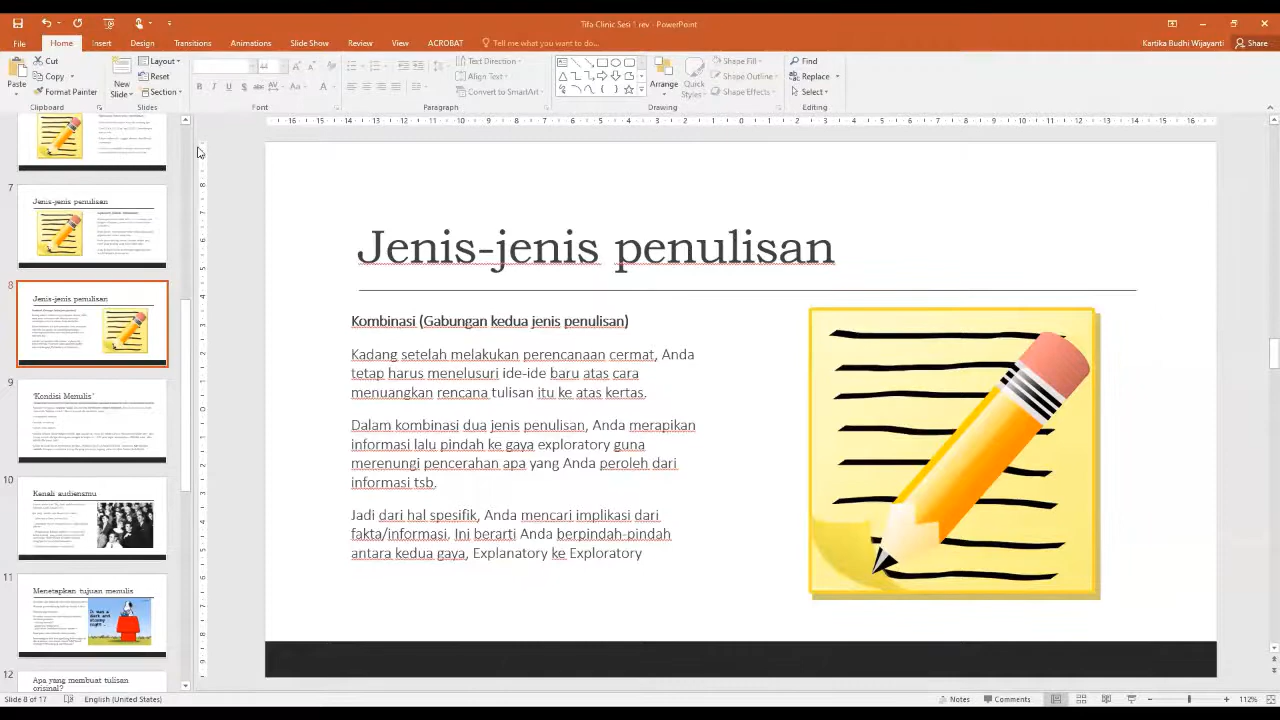 Tifa Clinic Sesi 1 rev - PowerPoint
File Home Insert Design Transitions Animations Slide Show Review View ACROBAT Tell me what you want to do... Kartika Budhi Wijayanti Share
Paste
Cut
Copy
Format Painter
Clipboard
New Slide
Layout
Reset
Section
Slides
Font
Text Direction
Align Text
Convert to SmartArt
Paragraph
Arrange
Quick Styles
Shape Fill
Shape Outline
Shape Effects
Drawing
Find
Replace
Select
Editing
7
Jenis-jenis penulisan
8
Jenis-jenis penulisan
9
'Kondisi Menulis'
10
Kenali audiensmu
11
Menetapkan tujuan menulis
It was a dark and stormy night
12
Apa yang membuat tulisan orisinal?
Jenis-jenis penulisan
Kombinasi (Gabungan kedua jenis penulisan)
Kadang setelah melakukan perencanaan cermat, Anda
tetap harus menelusuri ide-ide baru atas cara
menuangkan rencana tulisan itu ke atas kertas.
Dalam kombinasi dua jenis penulisan, Anda merapikan
informasi lalu pindah ke gaya exploratory guna
merenungi pencerahan apa yang Anda peroleh dari
informasi tsb.
Jadi dari hal spesifik, Anda mencari implikasi dari
fakta/informasi. Ini berarti Anda berpindah-pindah
antara kedua gaya, Explanatory ke Exploratory
Slide 8 of 17 English (United States) Notes Comments 112%